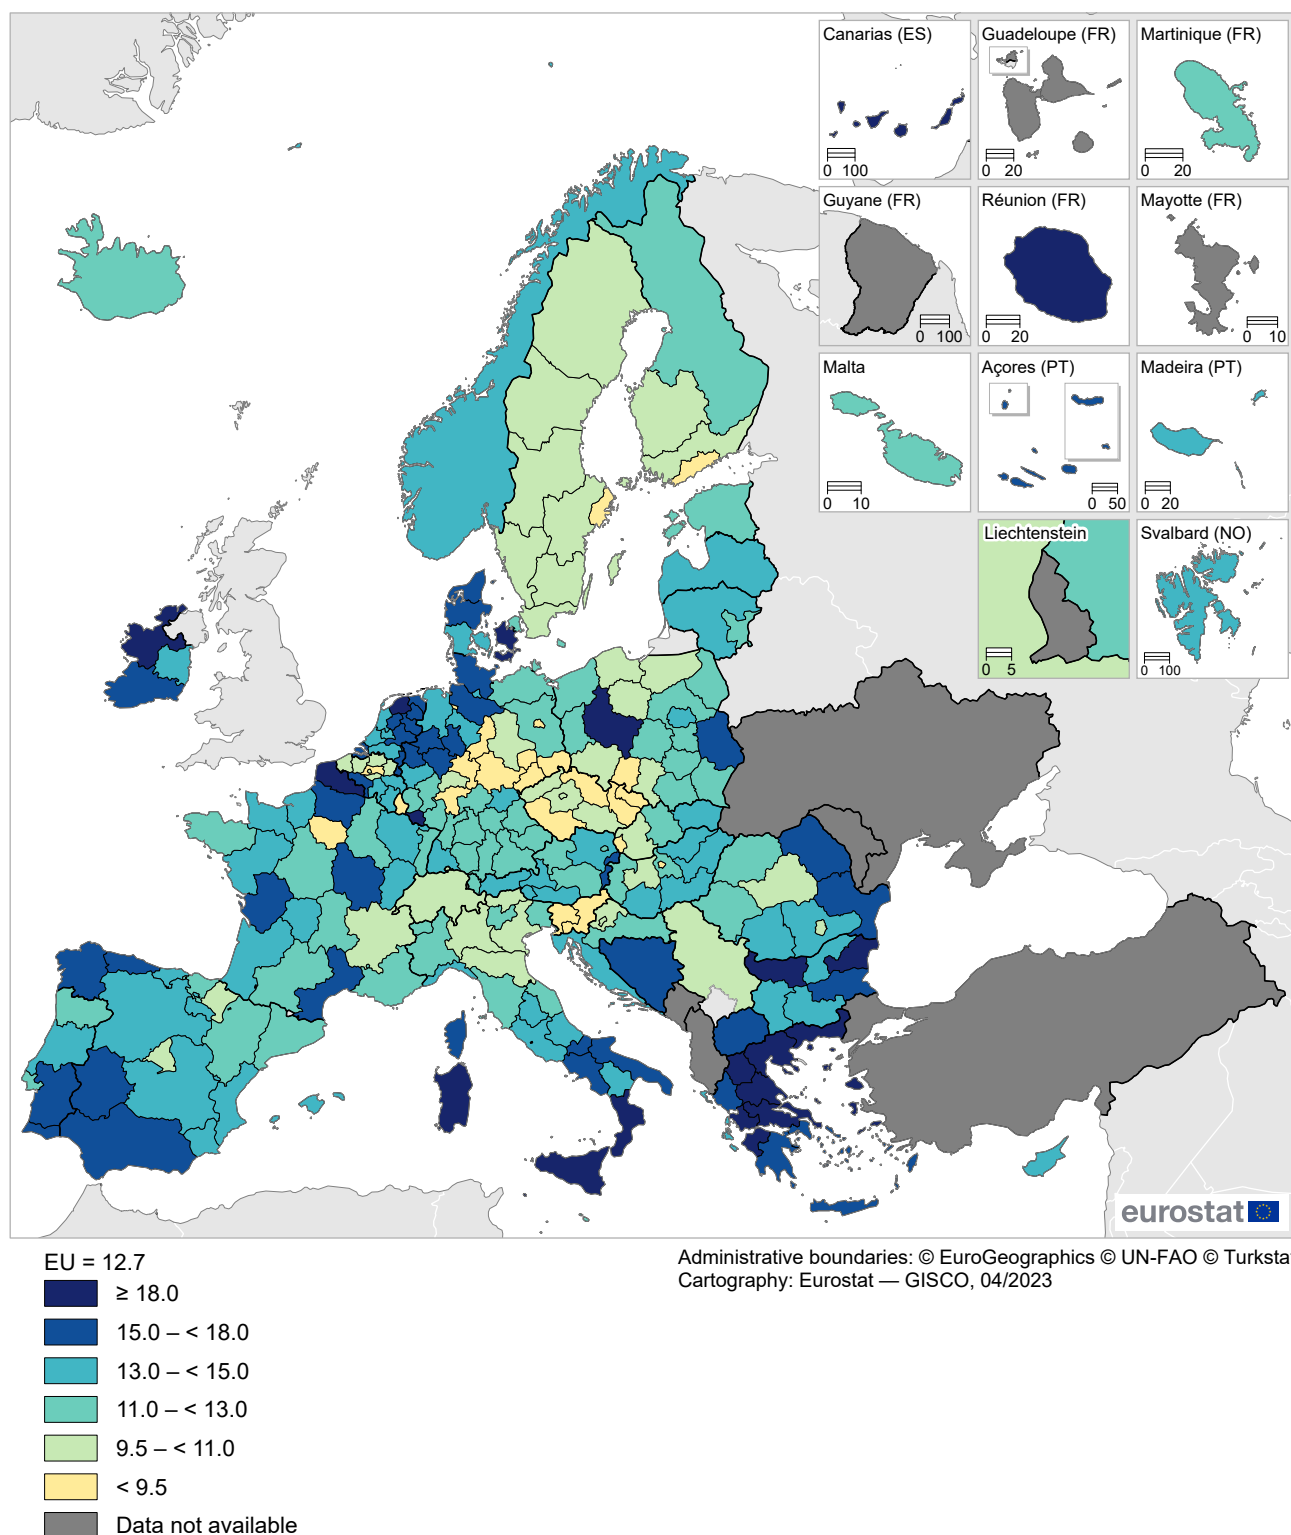 Canarias (ES)
0 100
Guadeloupe (FR)
0 20
Martinique (FR)
0 20
Guyane (FR)
0 100
Réunion (FR)
0 20
Mayotte (FR)
0 10
Malta
0 10
Açores (PT)
0 50
Madeira (PT)
0 20
Liechtenstein
0 5
Svalbard (NO)
0 100
eurostat
EU = 12.7
≥ 18.0
15.0 – < 18.0
13.0 – < 15.0
11.0 – < 13.0
9.5 – < 11.0
< 9.5
Data not available
Administrative boundaries: © EuroGeographics © UN-FAO © Turksta
Cartography: Eurostat — GISCO, 04/2023